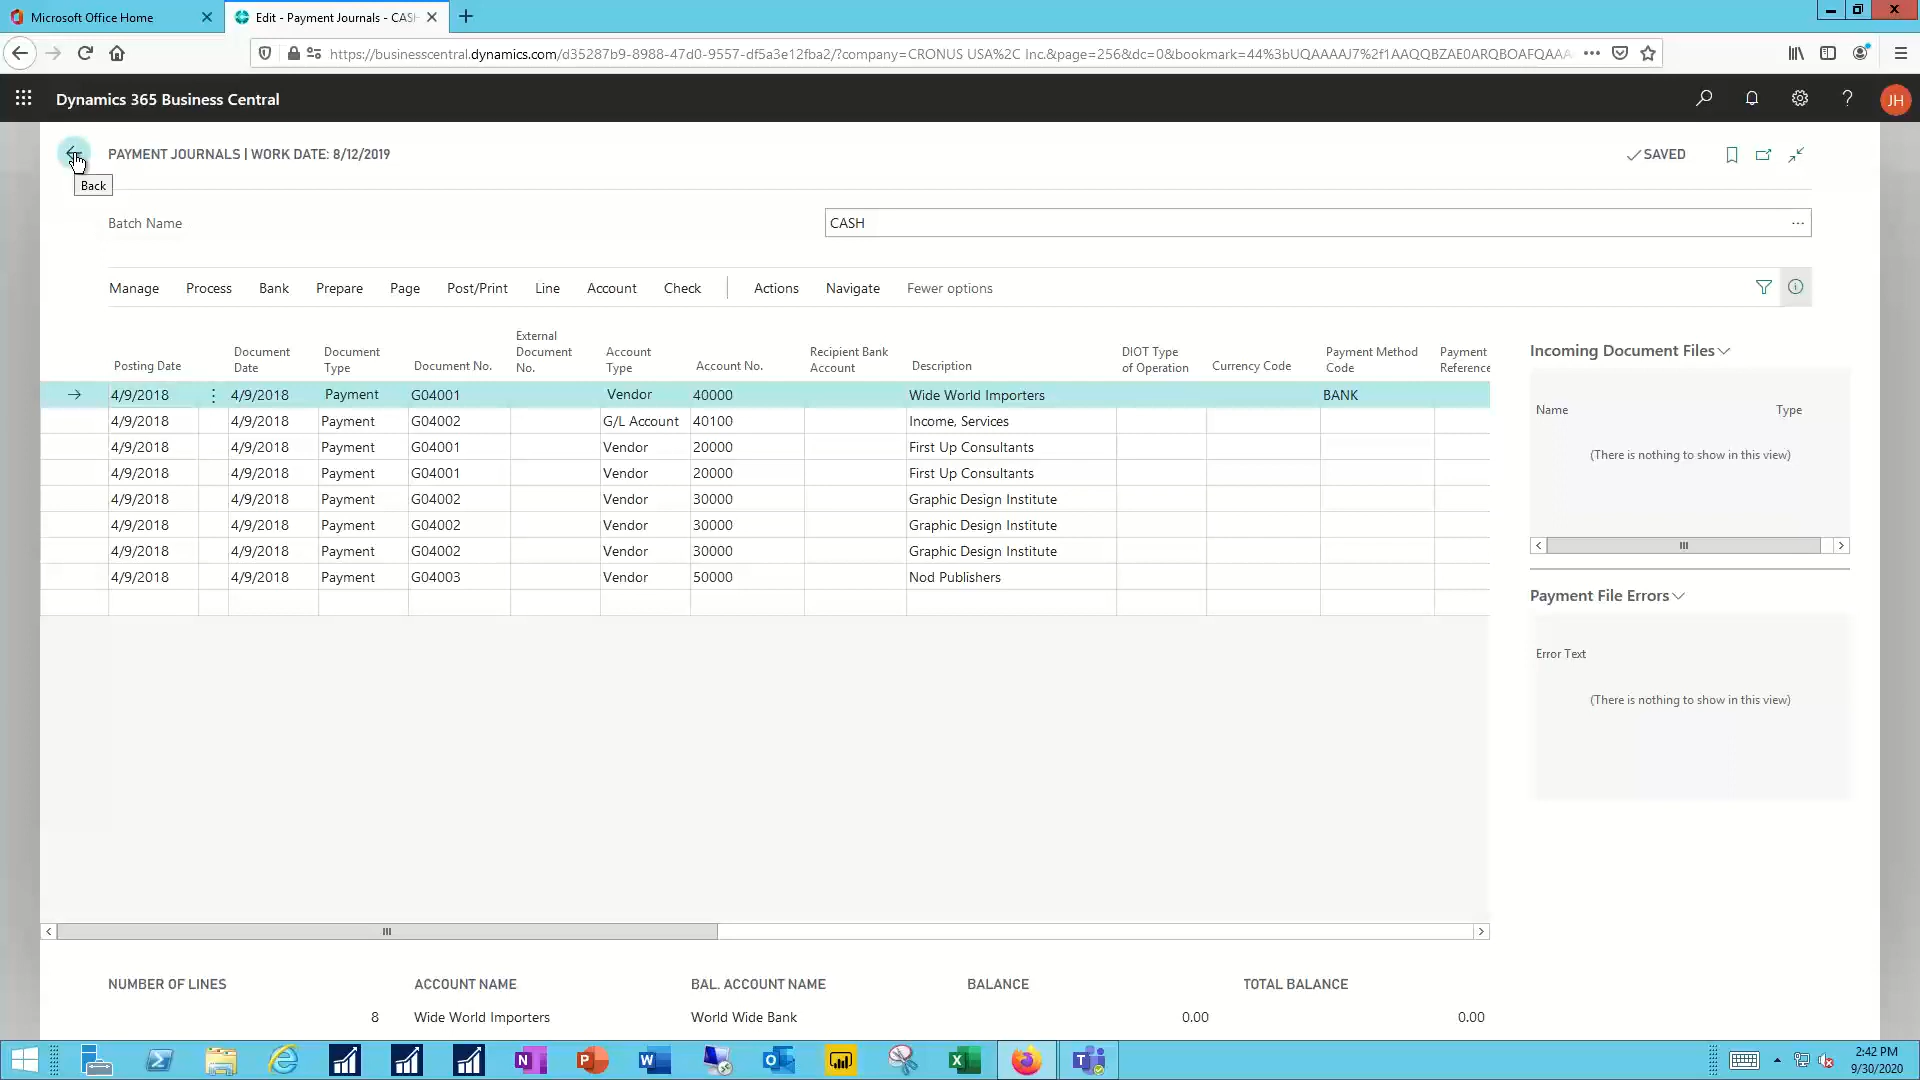 Microsoft Office Home
Edit - Payment Journals - CASH
https://businesscentral.dynamics.com/d35287b9-8988-47d0-9557-df5a3e12fba2/?company=CRONUS USA%2C Inc.&page=256&dc=0&bookmark=44%3bUQAAAAJ7%2f1AAQQBZAE0ARQBOAFQAAA
Dynamics 365 Business Central
JH
PAYMENT JOURNALS | WORK DATE: 8/12/2019
SAVED
Back
Batch Name
CASH
Manage Process Bank Prepare Page Post/Print Line Account Check Actions Navigate Fewer options
Posting Date Document Date Document Type Document No. External Document No. Account Type Account No. Recipient Bank Account Description DIOT Type of Operation Currency Code Payment Method Code Payment Reference
4/9/2018 4/9/2018 Payment G04001 Vendor 40000 Wide World Importers BANK
4/9/2018 4/9/2018 Payment G04002 G/L Account 40100 Income, Services
4/9/2018 4/9/2018 Payment G04001 Vendor 20000 First Up Consultants
4/9/2018 4/9/2018 Payment G04001 Vendor 20000 First Up Consultants
4/9/2018 4/9/2018 Payment G04002 Vendor 30000 Graphic Design Institute
4/9/2018 4/9/2018 Payment G04002 Vendor 30000 Graphic Design Institute
4/9/2018 4/9/2018 Payment G04002 Vendor 30000 Graphic Design Institute
4/9/2018 4/9/2018 Payment G04003 Vendor 50000 Nod Publishers
Incoming Document Files
Name Type
(There is nothing to show in this view)
Payment File Errors
Error Text
(There is nothing to show in this view)
NUMBER OF LINES ACCOUNT NAME BAL. ACCOUNT NAME BALANCE TOTAL BALANCE
8 Wide World Importers World Wide Bank 0.00 0.00
2:42 PM
9/30/2020